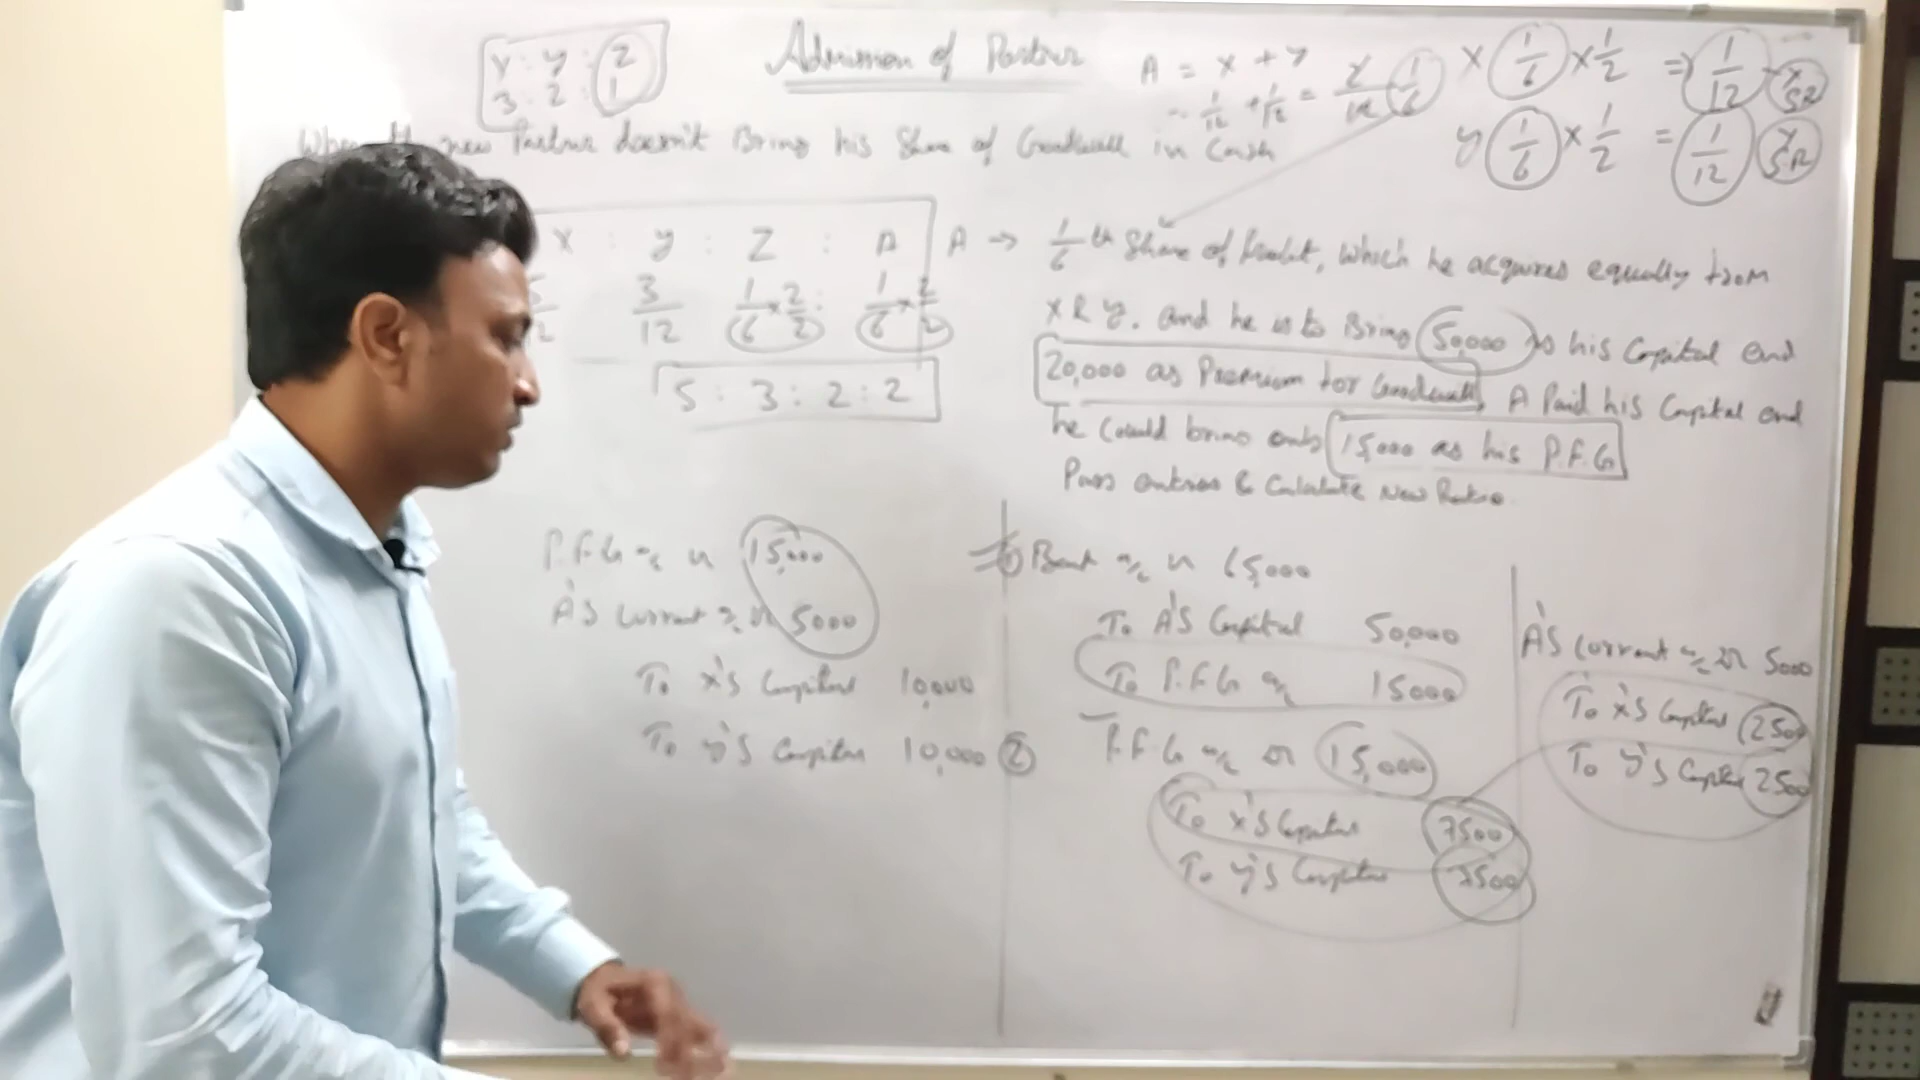 X : Y : Z
3 : 2 : 1
Admission of Partner
A = X + Y
= 1/12 + 1/12 = 2/12 1/6
X 1/6 × 1/2 => 1/12 - X SR
Y 1/6 × 1/2 = 1/12 Y SR
When the new Partner doesn't Bring his Share of Goodwill in Cash
X : Y : Z : A
3/12 1/6 × 2/2 : 1/6 × 2/2
5 : 3 : 2 : 2
A → 1/6 th Share of Profit, Which he acquires equally from
X & Y. and he is to Bring 50,000 as his Capital and
20,000 as Premium for Goodwill, A Paid his Capital and
he could bring only 15,000 as his P.F.G
Pass entries & Calculate New Ratio
P.F.G a/c Dr 15,000
A's Current a/c Dr 5000
To X's Capital 10,000
To Y's Capital 10,000 ②
① Bank a/c Dr 65,000
To A's Capital 50,000
To P.F.G a/c 15000
P.F.G a/c Dr 15,000
To X's Capital 7500
To Y's Capital 7500
A's Current a/c Dr 5000
To X's Capital 2500
To Y's Capital 2500